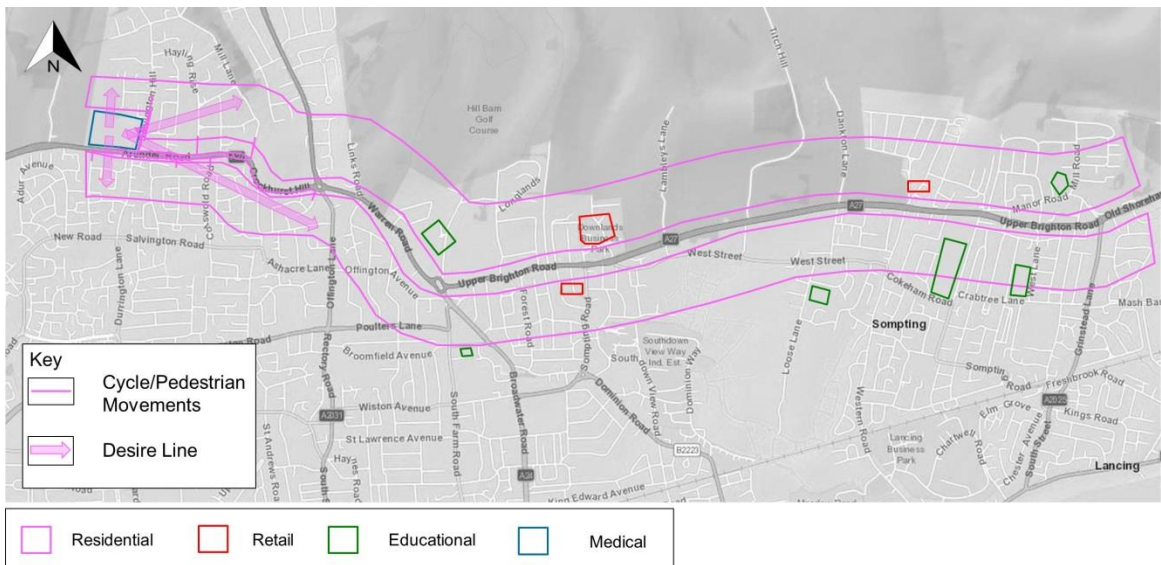 N
Hayling Rise
Mill Lane
Titch Hill
Hill Barn
Golf
Course
Dankton Lane
Lambleys Lane
Links Road
Adur Avenue
Arundel Road
Crockhurst Hill
Cotswold Road
Longlands
Warren Road
Mill Road
Manor Road
Old Shoreham
A27
Upper Brighton Road
Downlands
Business
Park
A27
New Road
Salvington Road
Durrington Lane
Ashacre Lane
Offington Lane
Offington Avenue
Upper Brighton Road
West Street
West Street
West Lane
Cokeham Road
Crabtree Lane
Mash Bar
Grinstead Lane
Forest Road
Sompting Road
Loose Lane
Sompting
Poulters Lane
Broomfield Avenue
Southdown
View Way
Ind. Est.
Dominion Way
South
down View Road
Sompting
Road
Freshbrook Road
Rectory Road
Broadwater Road
Dominion Road
Western Road
Elm Grove
Kings Road
A2025
Wiston Avenue
A2031
South Farm Road
St Lawrence Avenue
St Andrews Road
B2223
Lancing
Business
Park
Chartwell Road
Chester Avenue
South Street
Lancing
King Edward Avenue
Key
Cycle/Pedestrian
Movements
Desire Line
Residential
Retail
Educational
Medical